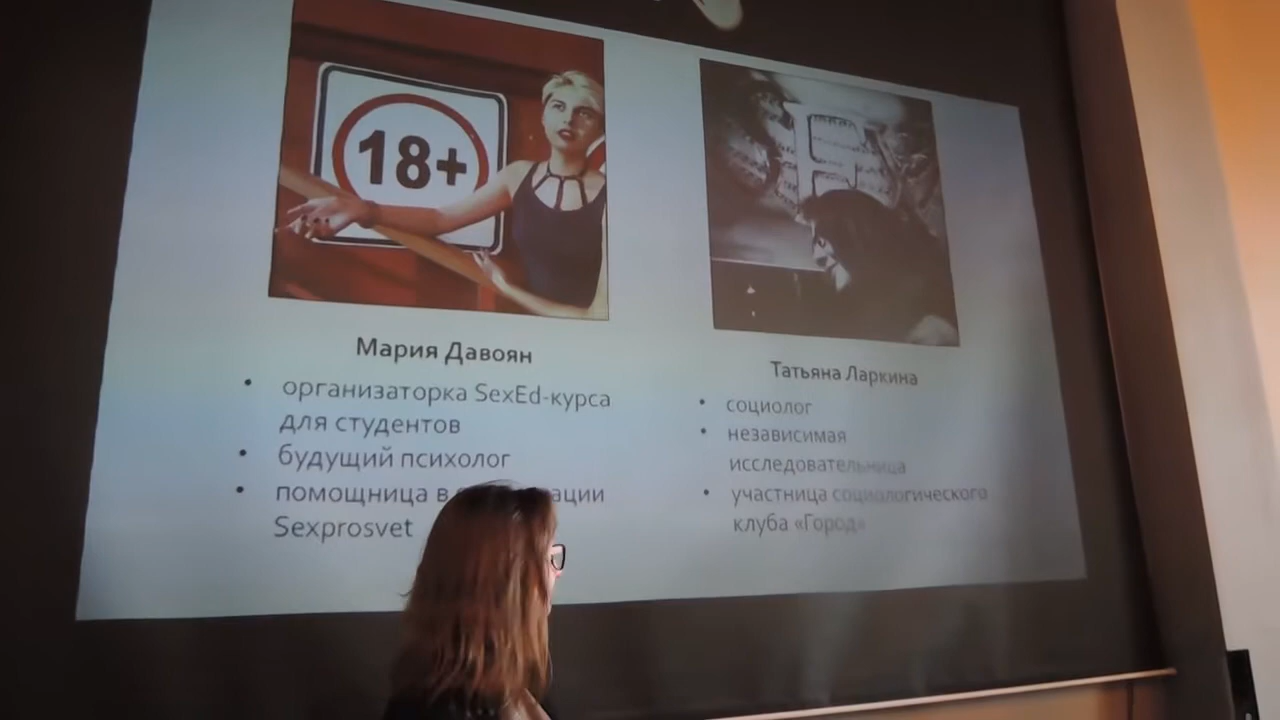 18+
Мария Давоян
• организаторка SexEd-курса
для студентов
• будущий психолог
• помощница в ации
Sexprosvet
Татьяна Ларкина
• социолог
• независимая
исследовательница
• участница социологического
клуба «Город»